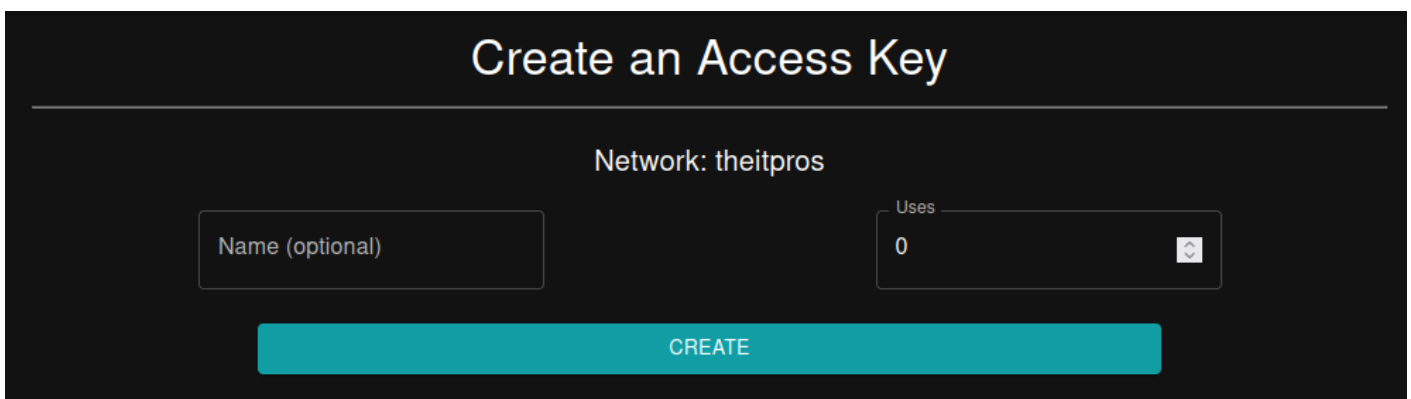 Create an Access Key
Network: theitpros
Uses
Name (optional)
0
CREATE